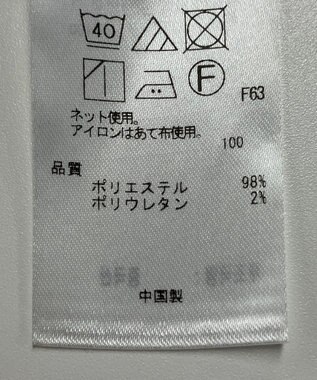 40
F
F63
ネット使用。
アイロンはあて布使用。
100
品質
ポリエステル 98%
ポリウレタン 2%
中国製